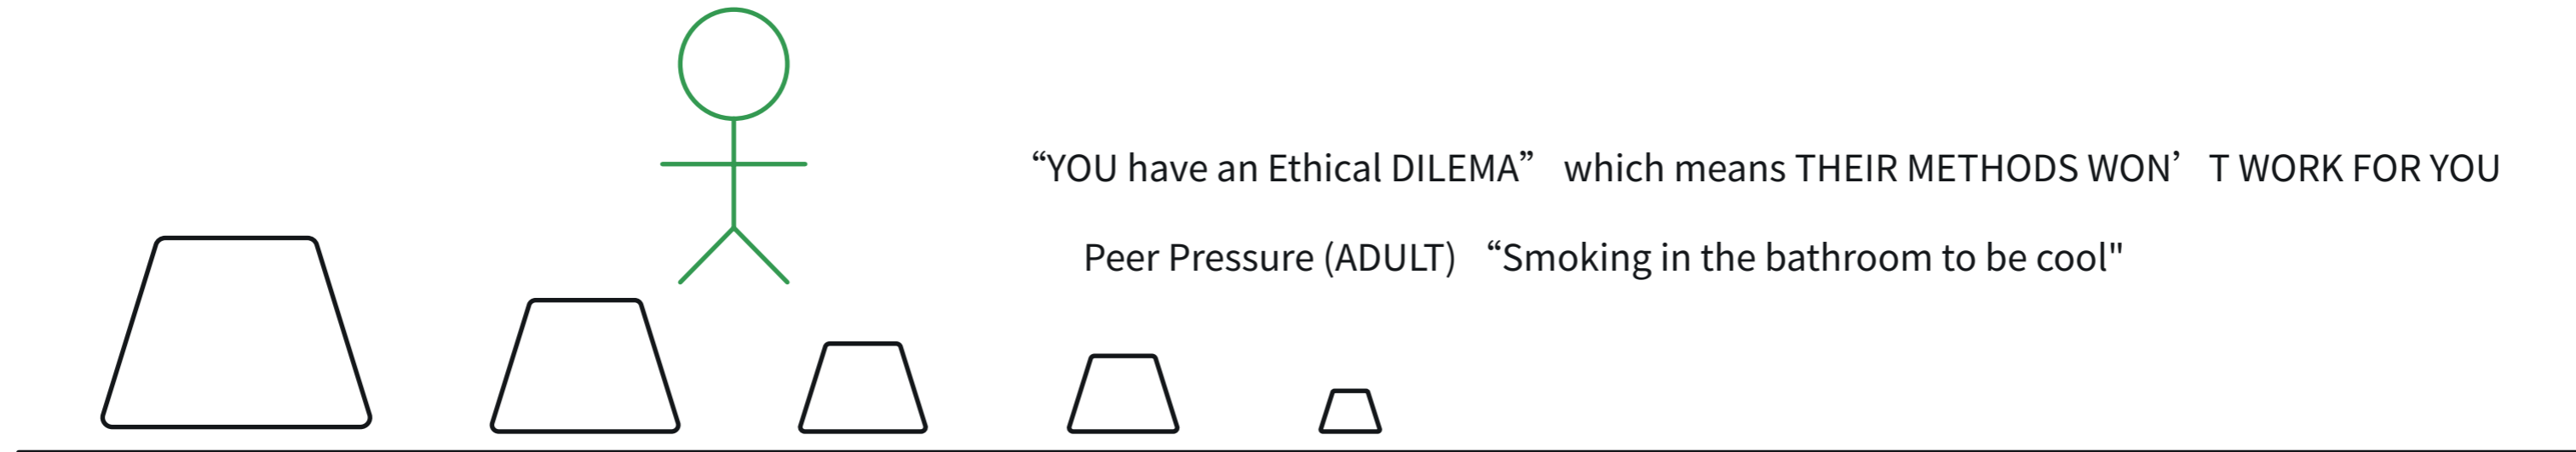 “YOU have an Ethical DILEMA” which means THEIR METHODS WON’T WORK FOR YOU
Peer Pressure (ADULT) “Smoking in the bathroom to be cool"